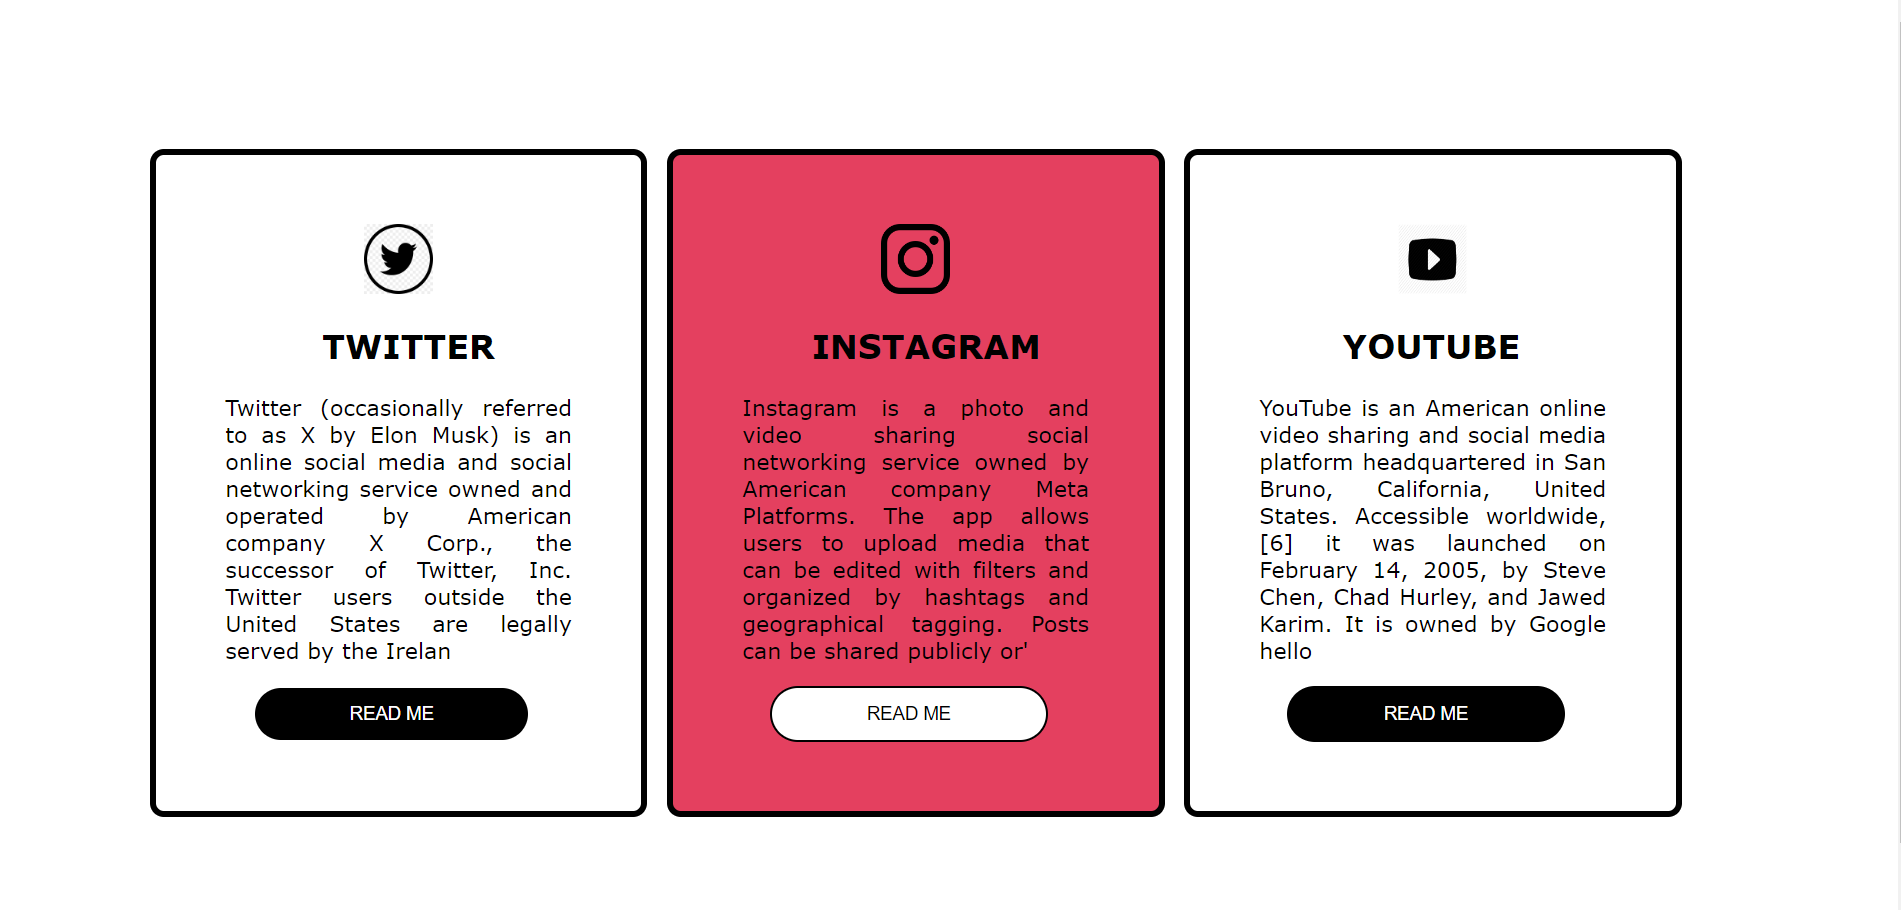 TWITTER
Twitter (occasionally referred
to as X by Elon Musk) is an
online social media and social
networking service owned and
operated by American
company X Corp., the
successor of Twitter, Inc.
Twitter users outside the
United States are legally
served by the Irelan
READ ME
INSTAGRAM
Instagram is a photo and
video sharing social
networking service owned by
American company Meta
Platforms. The app allows
users to upload media that
can be edited with filters and
organized by hashtags and
geographical tagging. Posts
can be shared publicly or'
READ ME
YOUTUBE
YouTube is an American online
video sharing and social media
platform headquartered in San
Bruno, California, United
States. Accessible worldwide,
[6] it was launched on
February 14, 2005, by Steve
Chen, Chad Hurley, and Jawed
Karim. It is owned by Google
hello
READ ME